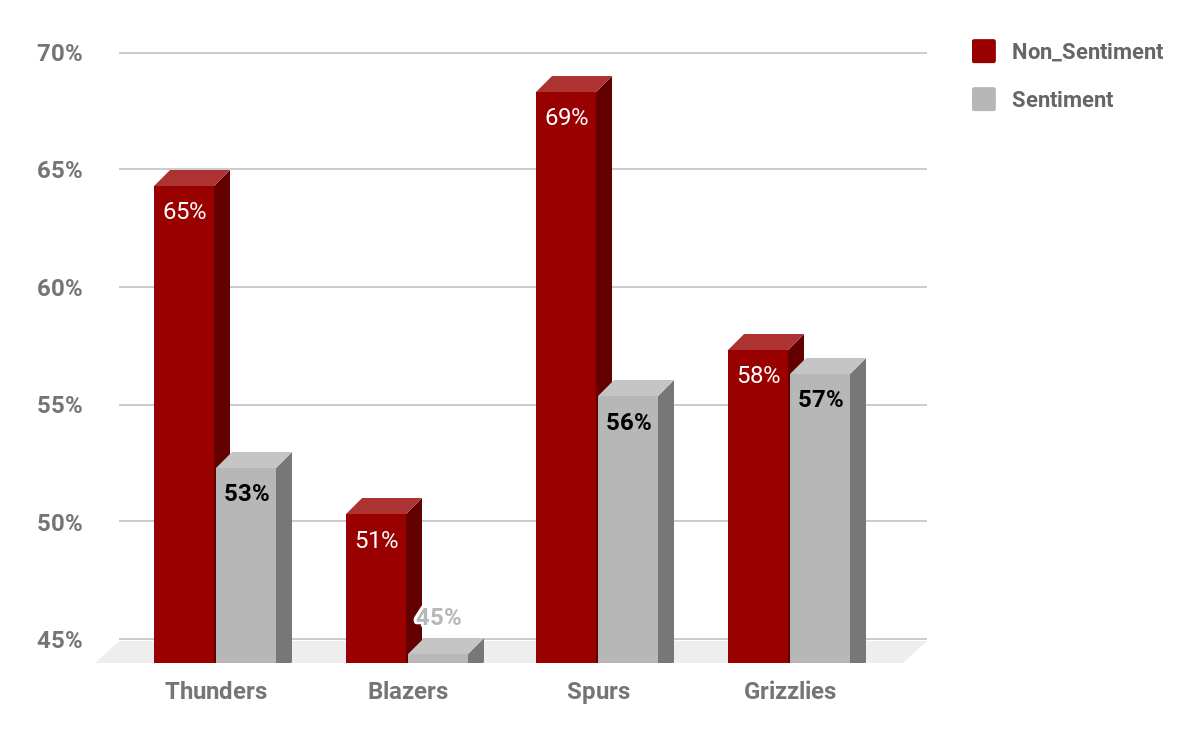 70%
65%
60%
55%
50%
45%
Non_Sentiment
Sentiment
65%
53%
51%
45%
69%
56%
58%
57%
Thunders
Blazers
Spurs
Grizzlies